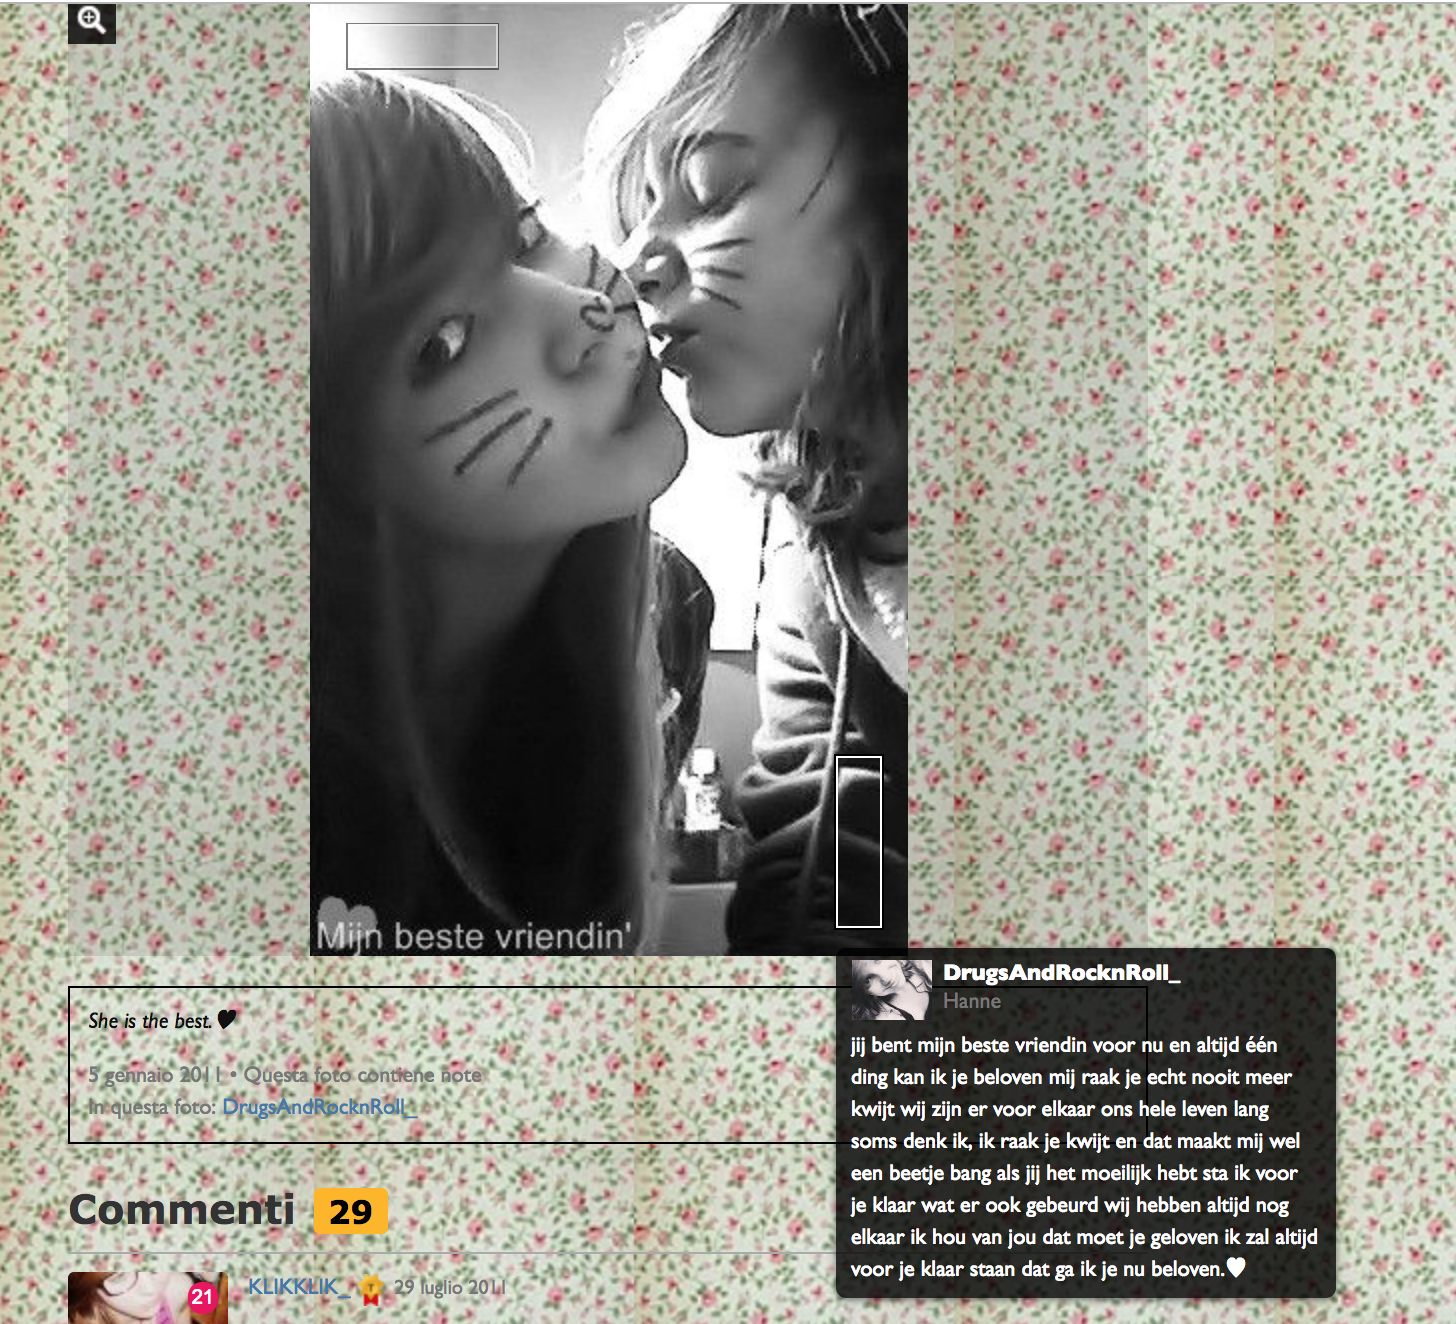 Mijn beste vriendin'
She is the best.♥
5 gennaio 2011 • Questa foto contiene note
In questa foto: DrugsAndRocknRoll_
DrugsAndRocknRoll_
Hanne
jij bent mijn beste vriendin voor nu en altijd één
ding kan ik je beloven mij raak je echt nooit meer
kwijt wij zijn er voor elkaar ons hele leven lang
soms denk ik, ik raak je kwijt en dat maakt mij wel
een beetje bang als jij het moeilijk hebt sta ik voor
je klaar wat er ook gebeurd wij hebben altijd nog
elkaar ik hou van jou dat moet je geloven ik zal altijd
voor je klaar staan dat ga ik je nu beloven.♥
Commenti 29
21
KLIKKLIK_ 29 luglio 2011